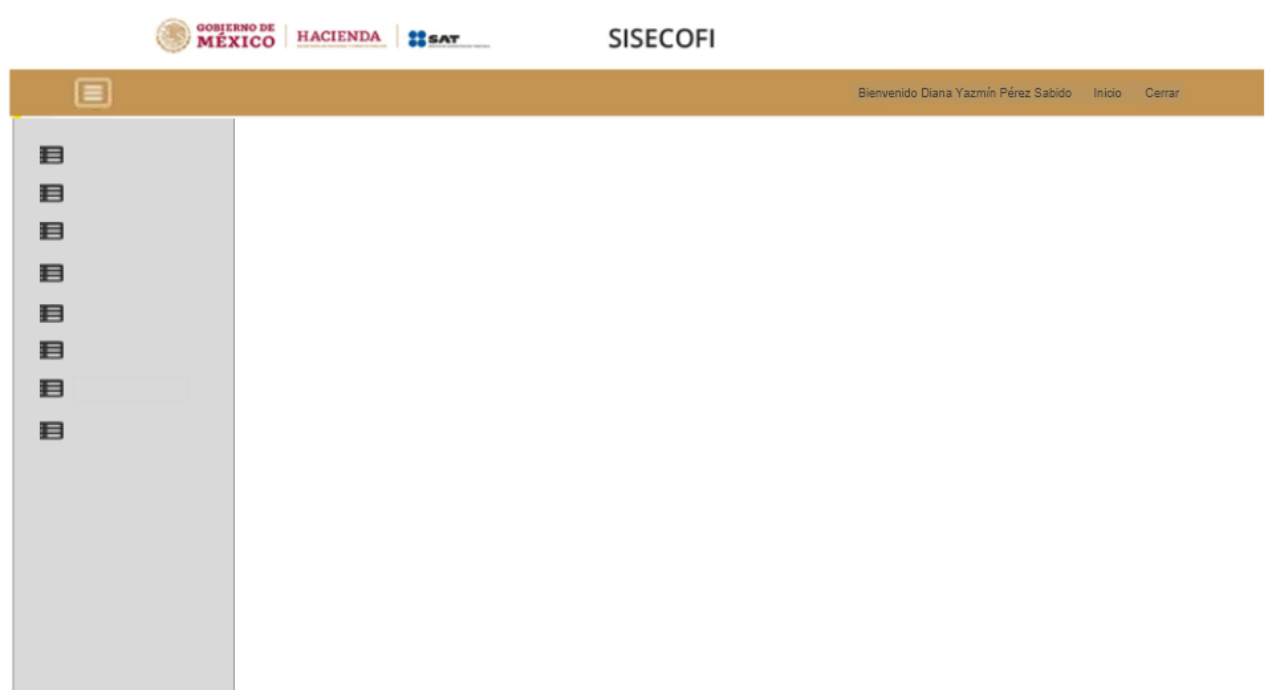 GOBIERNO DE MÉXICO HACIENDA SAT SISECOFI
Bienvenido Diana Yazmín Pérez Sabido Inicio Cerrar